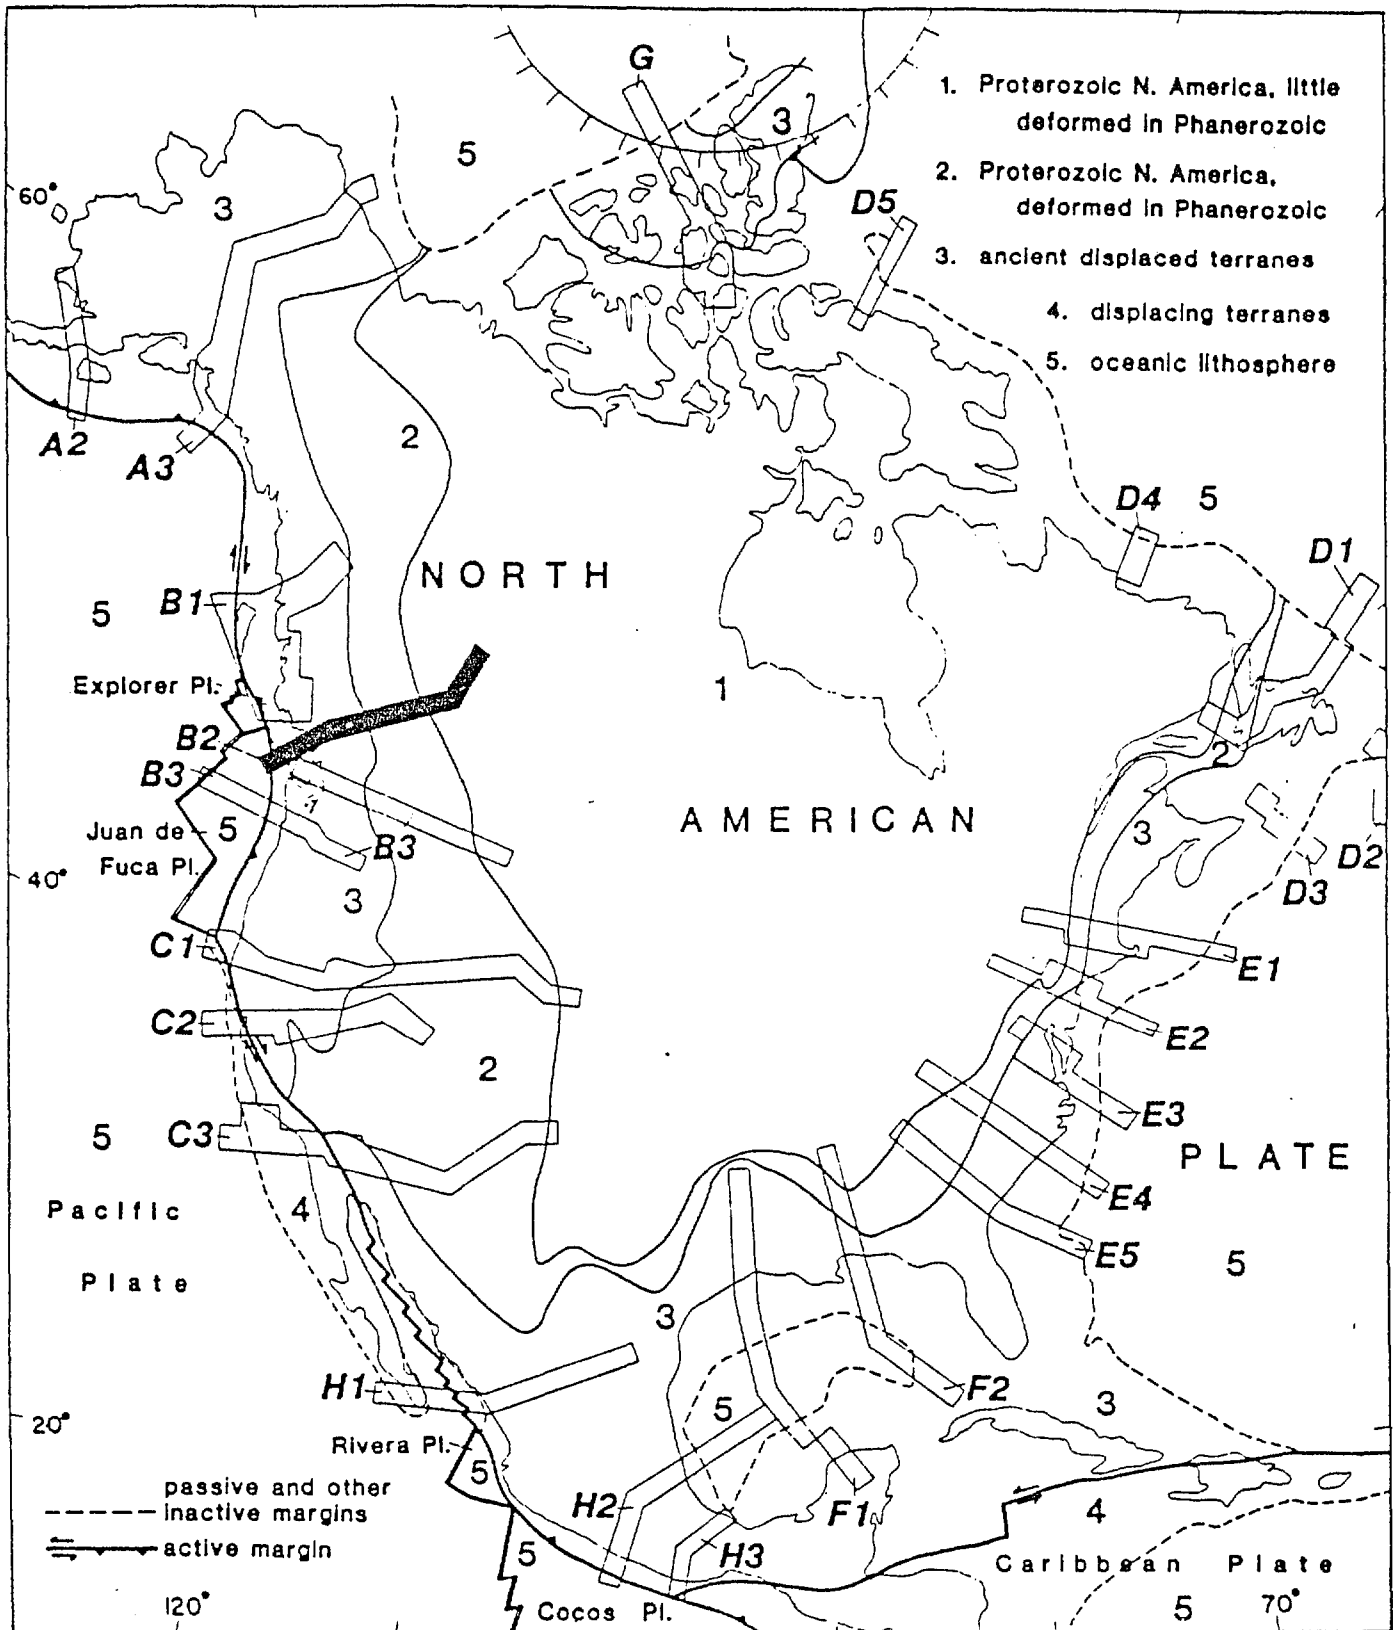 G
1. Proterozoic N. America, little
deformed in Phanerozoic
3
5
2. Proterozoic N. America,
deformed in Phanerozoic
60°
3
D5
3. ancient displaced terranes
4. displacing terranes
5. oceanic lithosphere
A2
A3
2
D4
5
D1
NORTH
5
B1
Explorer Pl.
1
B2
B3
2
AMERICAN
Juan de
Fuca Pl.
5
B3
3
D2
40°
3
D3
C1
E1
C2
E2
2
E3
5
C3
PLATE
Pacific
4
E4
E5
Plate
5
3
H1
F2
5
3
20°
Rivera Pl.
5
passive and other
inactive margins
H2
F1
4
active margin
5
H3
Caribbean Plate
120°
Cocos Pl.
5
70°